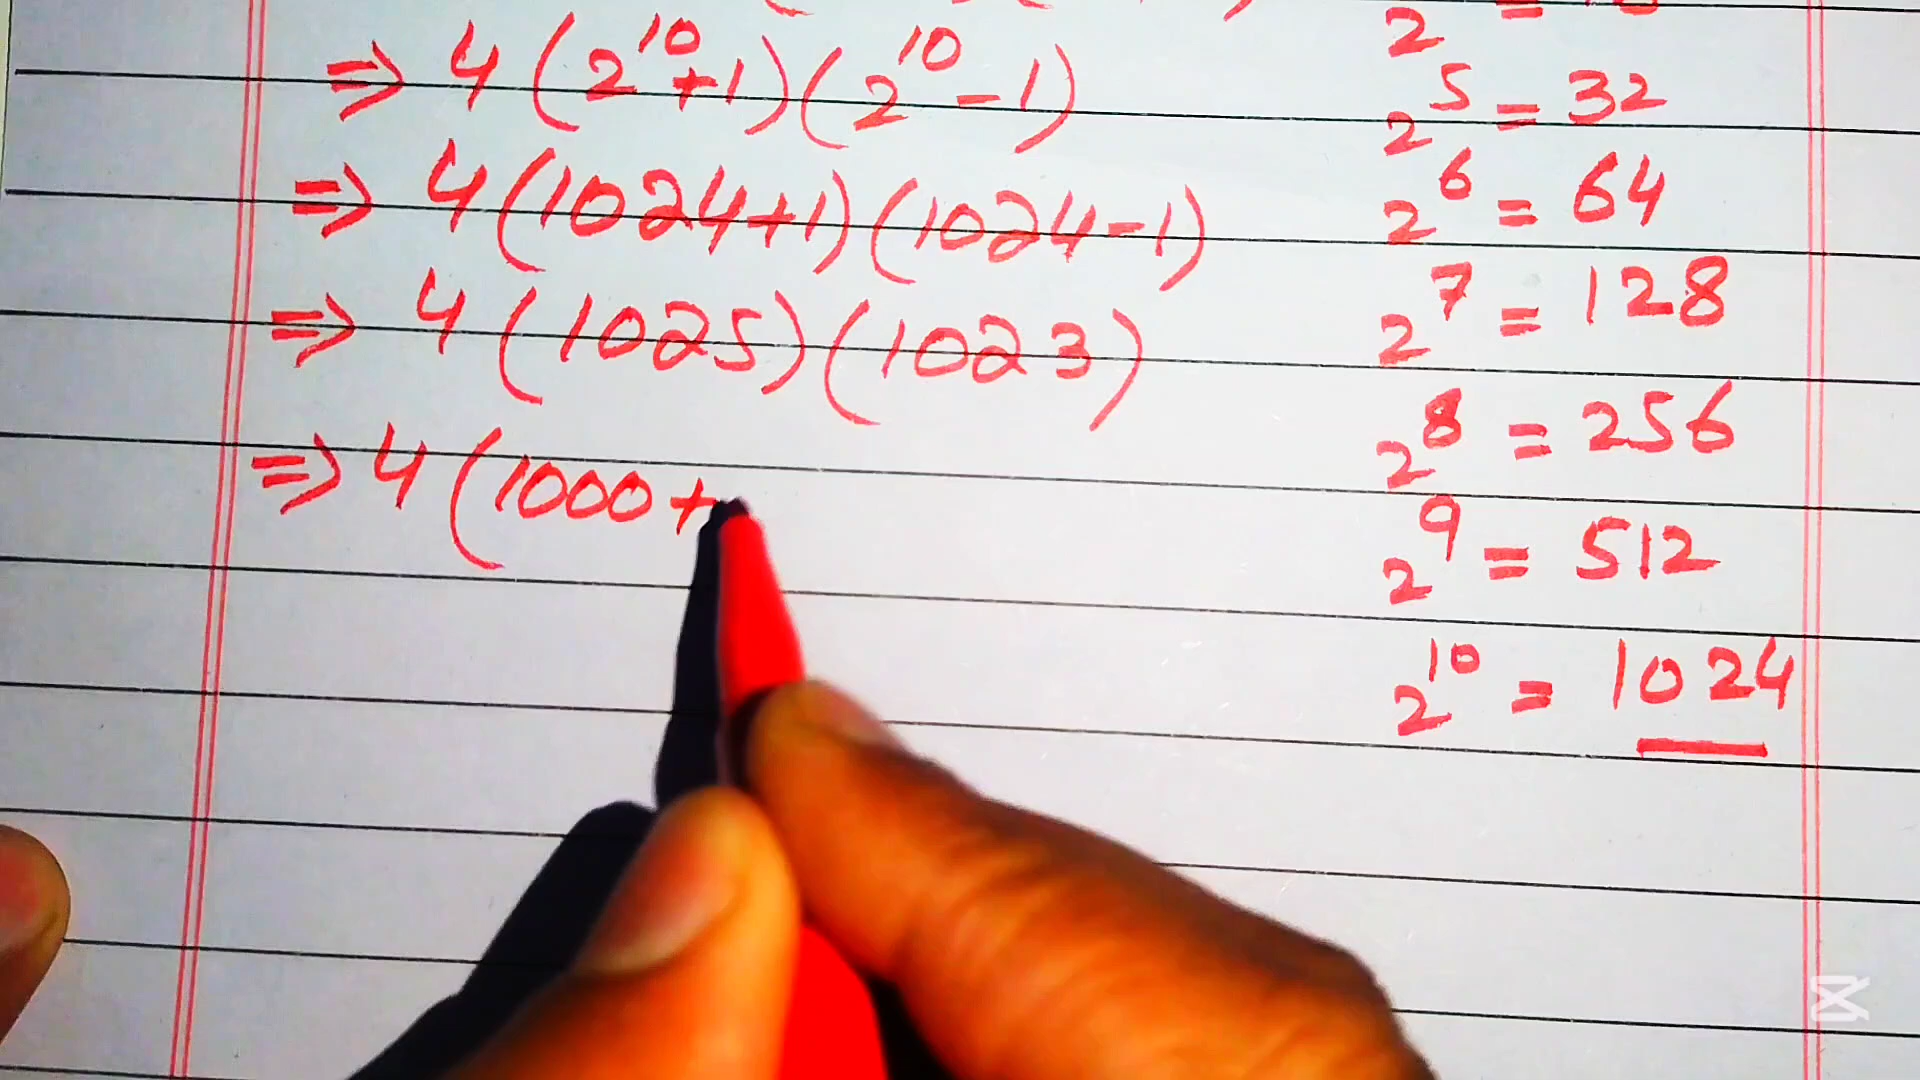 ⇒ 4(2¹⁰+1)(2¹⁰-1)
⇒ 4(1024+1)(1024-1)
⇒ 4(1025)(1023)
⇒ 4(1000+
2⁵ = 32
2⁶ = 64
2⁷ = 128
2⁸ = 256
2⁹ = 512
2¹⁰ = 1024